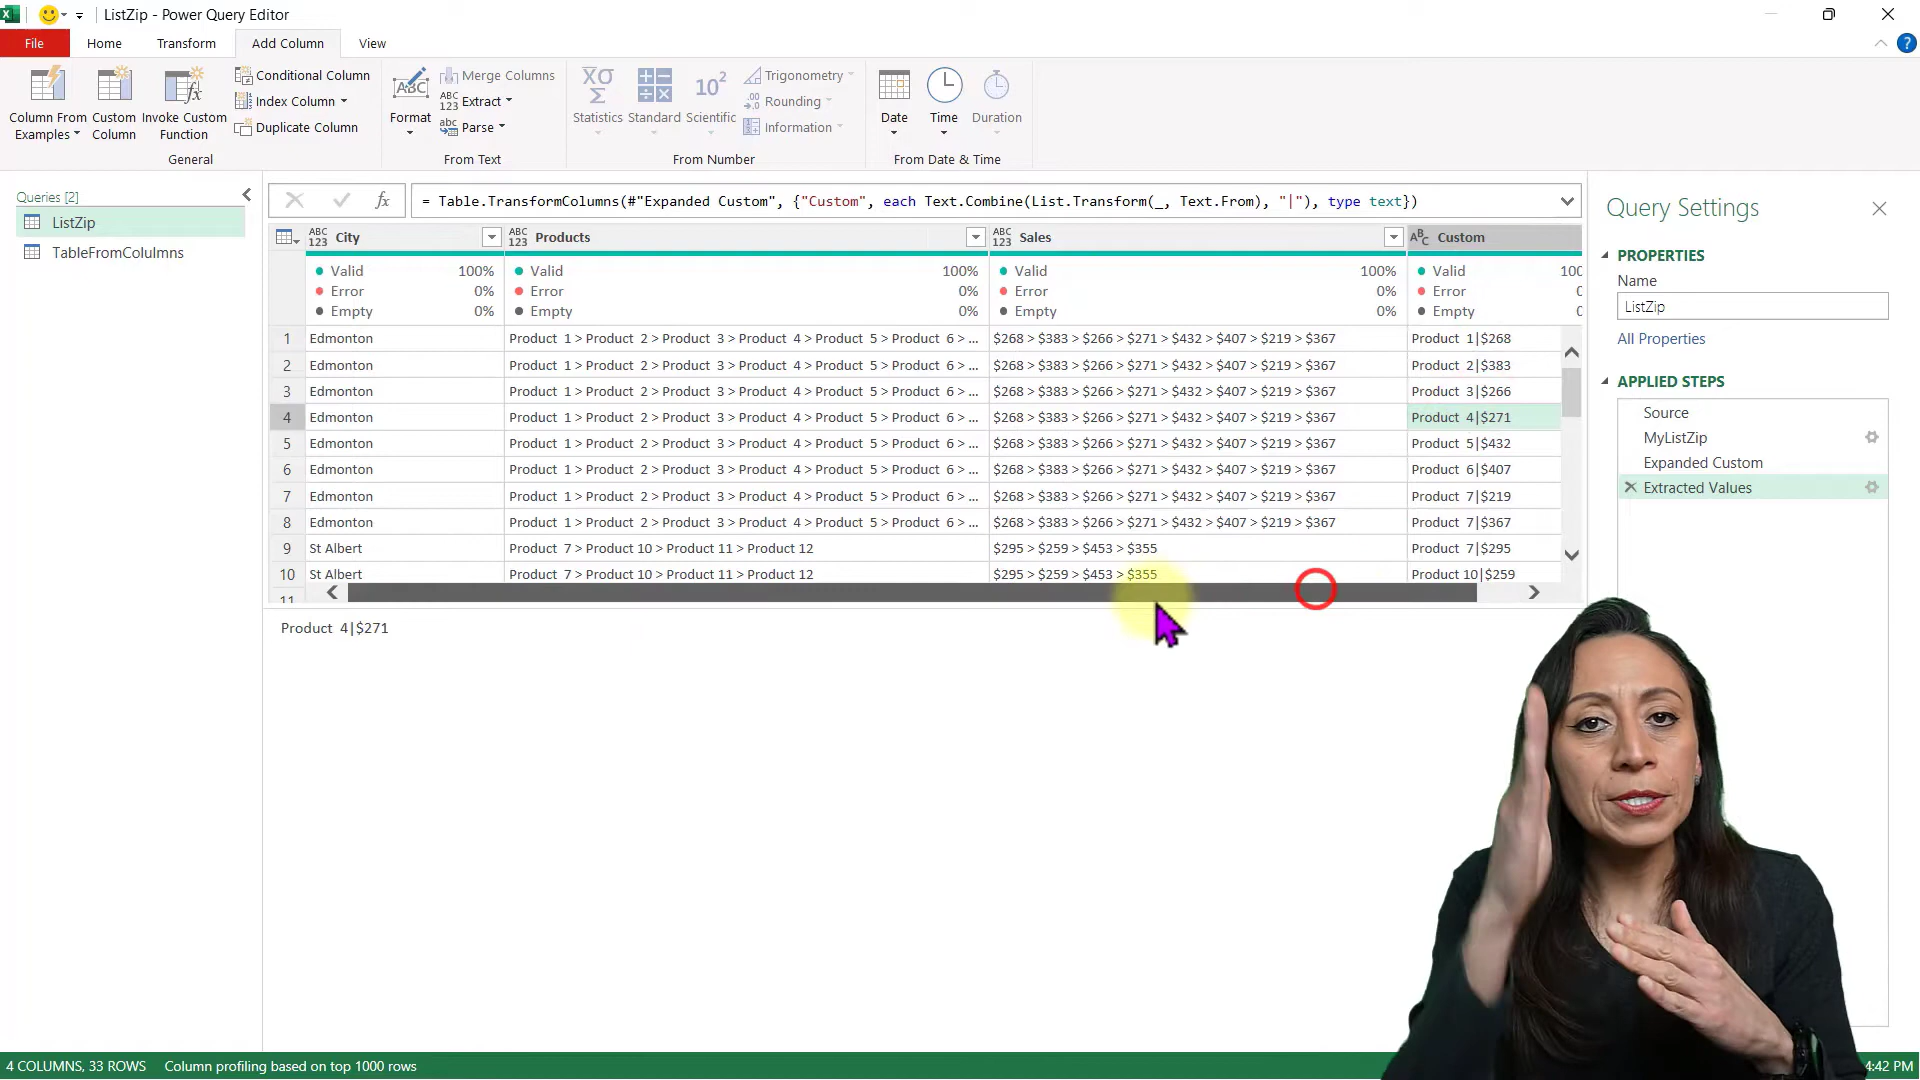 ListZip - Power Query Editor
File Home Transform Add Column View
Column From Examples
Custom Column
Invoke Custom Function
Conditional Column
Index Column
Duplicate Column
General
Format
Merge Columns
Extract
Parse
From Text
Statistics
Standard
Scientific
Trigonometry
Rounding
Information
From Number
Date
Time
Duration
From Date & Time
Queries [2]
ListZip
TableFromColulmns
= Table.TransformColumns(#"Expanded Custom", {"Custom", each Text.Combine(List.Transform(_, Text.From), "|"), type text})
City Products Sales Custom
Valid 100% Valid 100% Valid 100% Valid
Error 0% Error 0% Error 0% Error
Empty 0% Empty 0% Empty 0% Empty
1 Edmonton Product 1 > Product 2 > Product 3 > Product 4 > Product 5 > Product 6 > ... $268 > $383 > $266 > $271 > $432 > $407 > $219 > $367 Product 1|$268
2 Edmonton Product 1 > Product 2 > Product 3 > Product 4 > Product 5 > Product 6 > ... $268 > $383 > $266 > $271 > $432 > $407 > $219 > $367 Product 2|$383
3 Edmonton Product 1 > Product 2 > Product 3 > Product 4 > Product 5 > Product 6 > ... $268 > $383 > $266 > $271 > $432 > $407 > $219 > $367 Product 3|$266
4 Edmonton Product 1 > Product 2 > Product 3 > Product 4 > Product 5 > Product 6 > ... $268 > $383 > $266 > $271 > $432 > $407 > $219 > $367 Product 4|$271
5 Edmonton Product 1 > Product 2 > Product 3 > Product 4 > Product 5 > Product 6 > ... $268 > $383 > $266 > $271 > $432 > $407 > $219 > $367 Product 5|$432
6 Edmonton Product 1 > Product 2 > Product 3 > Product 4 > Product 5 > Product 6 > ... $268 > $383 > $266 > $271 > $432 > $407 > $219 > $367 Product 6|$407
7 Edmonton Product 1 > Product 2 > Product 3 > Product 4 > Product 5 > Product 6 > ... $268 > $383 > $266 > $271 > $432 > $407 > $219 > $367 Product 7|$219
8 Edmonton Product 1 > Product 2 > Product 3 > Product 4 > Product 5 > Product 6 > ... $268 > $383 > $266 > $271 > $432 > $407 > $219 > $367 Product 7|$367
9 St Albert Product 7 > Product 10 > Product 11 > Product 12 $295 > $259 > $453 > $355 Product 7|$295
10 St Albert Product 7 > Product 10 > Product 11 > Product 12 $295 > $259 > $453 > $355 Product 10|$259
11
Product 4|$271
Query Settings
PROPERTIES
Name
ListZip
All Properties
APPLIED STEPS
Source
MyListZip
Expanded Custom
Extracted Values
4 COLUMNS, 33 ROWS Column profiling based on top 1000 rows 4:42 PM